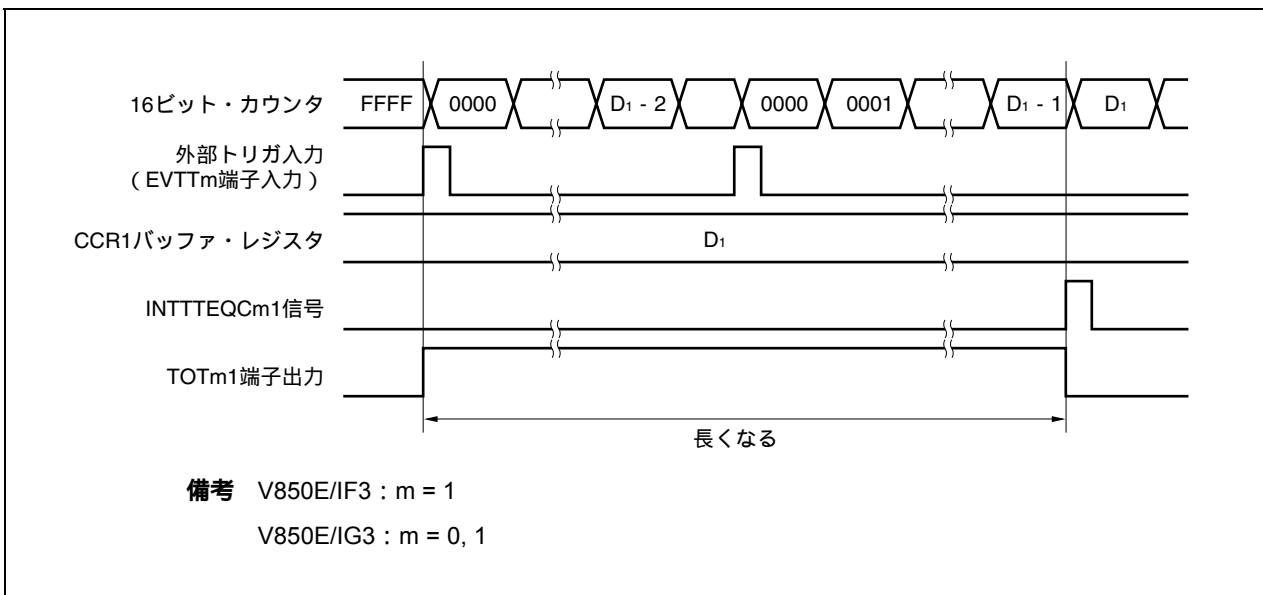 16ビット・カウンタ FFFF 0000 D1 - 2 0000 0001 D1 - 1 D1
外部トリガ入力
(EVTTm端子入力)
CCR1バッファ・レジスタ D1
INTTTEQCm1信号
TOTm1端子出力
長くなる
備考 V850E/IF3:m = 1
V850E/IG3:m = 0, 1